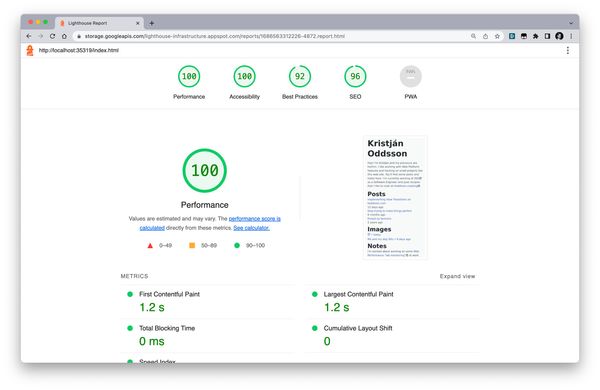 Lighthouse Report
storage.googleapis.com/lighthouse-infrastructure.appspot.com/reports/1686563312226-4872.report.html
http://localhost:35319/index.html
100
100
92
96
PWA
Performance
Accessibility
Best Practices
SEO
PWA
100
Performance
Values are estimated and may vary. The performance score is
calculated directly from these metrics. See calculator.
0–49
50–89
90–100
Kristján
Oddsson
Posts
Images
Notes
METRICS
Expand view
First Contentful Paint
1.2 s
Largest Contentful Paint
1.2 s
Total Blocking Time
0 ms
Cumulative Layout Shift
0
Speed Index